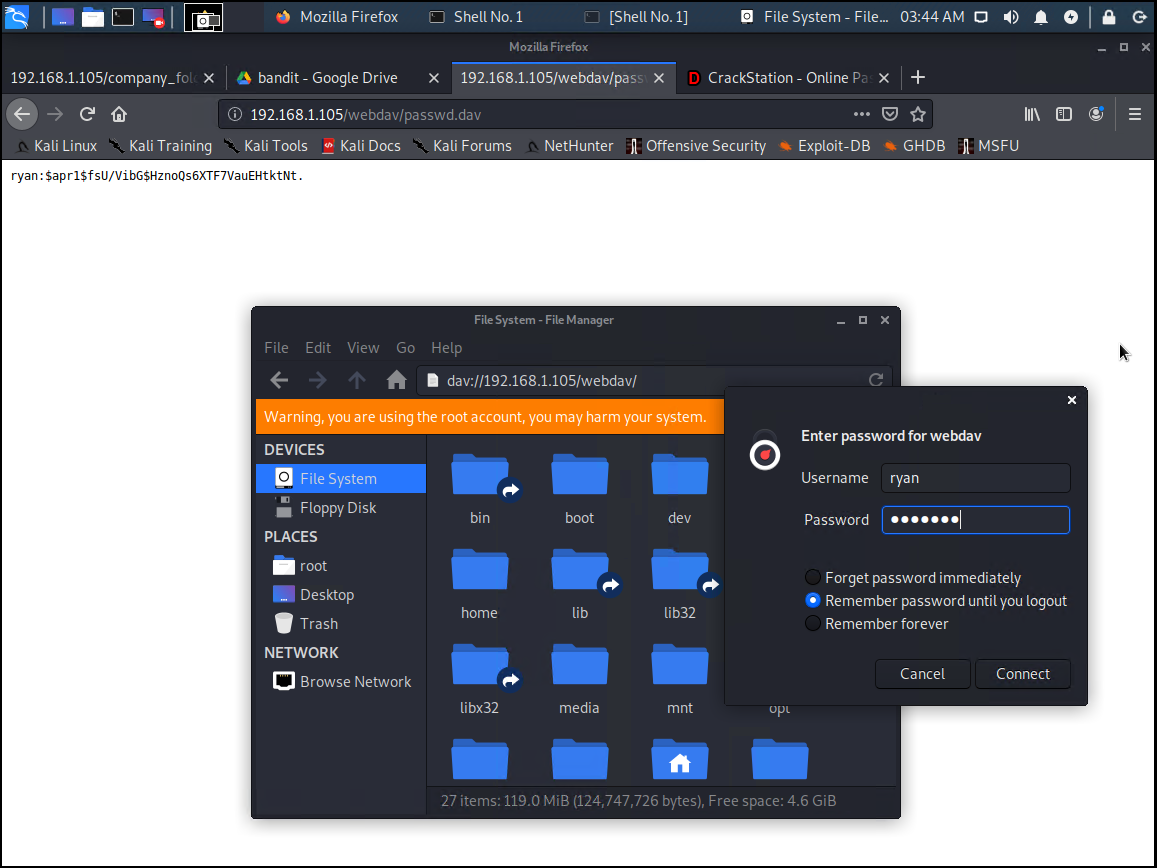 Mozilla Firefox
Shell No. 1
[Shell No. 1]
File System - File...
03:44 AM
Mozilla Firefox
192.168.1.105/company_fol
bandit - Google Drive
192.168.1.105/webdav/passw
CrackStation - Online Pas
192.168.1.105/webdav/passwd.dav
Kali Linux
Kali Training
Kali Tools
Kali Docs
Kali Forums
NetHunter
Offensive Security
Exploit-DB
GHDB
MSFU
ryan:$apr1$fsU/VibG$HznoQs6XTF7VauEHtktNt.
File System - File Manager
File Edit View Go Help
dav://192.168.1.105/webdav/
Warning, you are using the root account, you may harm your system.
DEVICES
File System
Floppy Disk
PLACES
root
Desktop
Trash
NETWORK
Browse Network
bin boot dev
home lib lib32
libx32 media mnt opt
27 items: 119.0 MiB (124,747,726 bytes), Free space: 4.6 GiB
Enter password for webdav
Username ryan
Password ●●●●●●●
Forget password immediately
Remember password until you logout
Remember forever
Cancel Connect